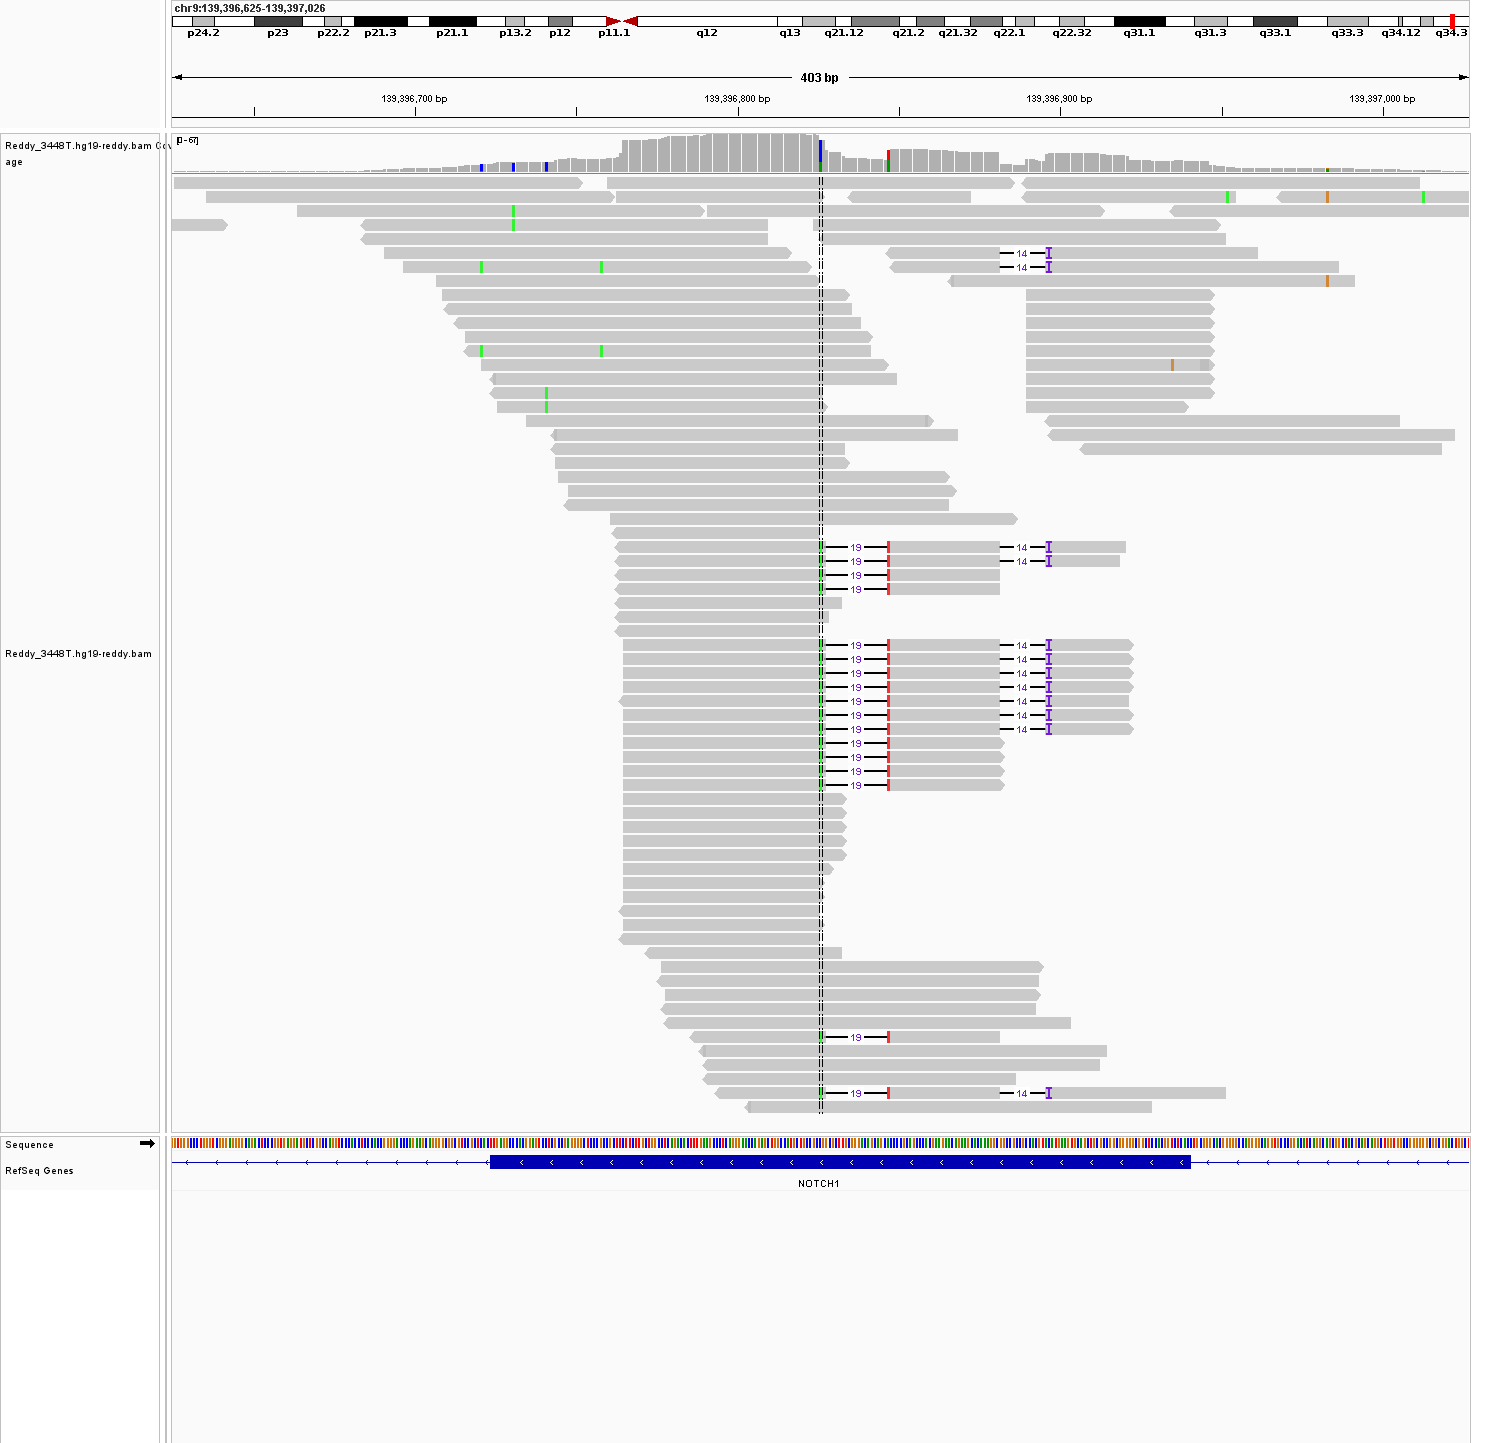 chr9:139,396,625-139,397,026
p24.2 p23 p22.2 p21.3 p21.1 p13.2 p12 p11.1 q12 q13 q21.12 q21.2 q21.32 q22.1 q22.32 q31.1 q31.3 q33.1 q33.3 q34.12 q34.3
403 bp
139,396,700 bp 139,396,800 bp 139,396,900 bp 139,397,000 bp
[0 - 67]
Reddy_3448T.hg19-reddy.bam Cov
age
14
14
19 14
19 14
19
19
19 14
Reddy_3448T.hg19-reddy.bam 19 14
19 14
19 14
19 14
19 14
19 14
19
19
19
19
19
19 14
Sequence
RefSeq Genes
NOTCH1